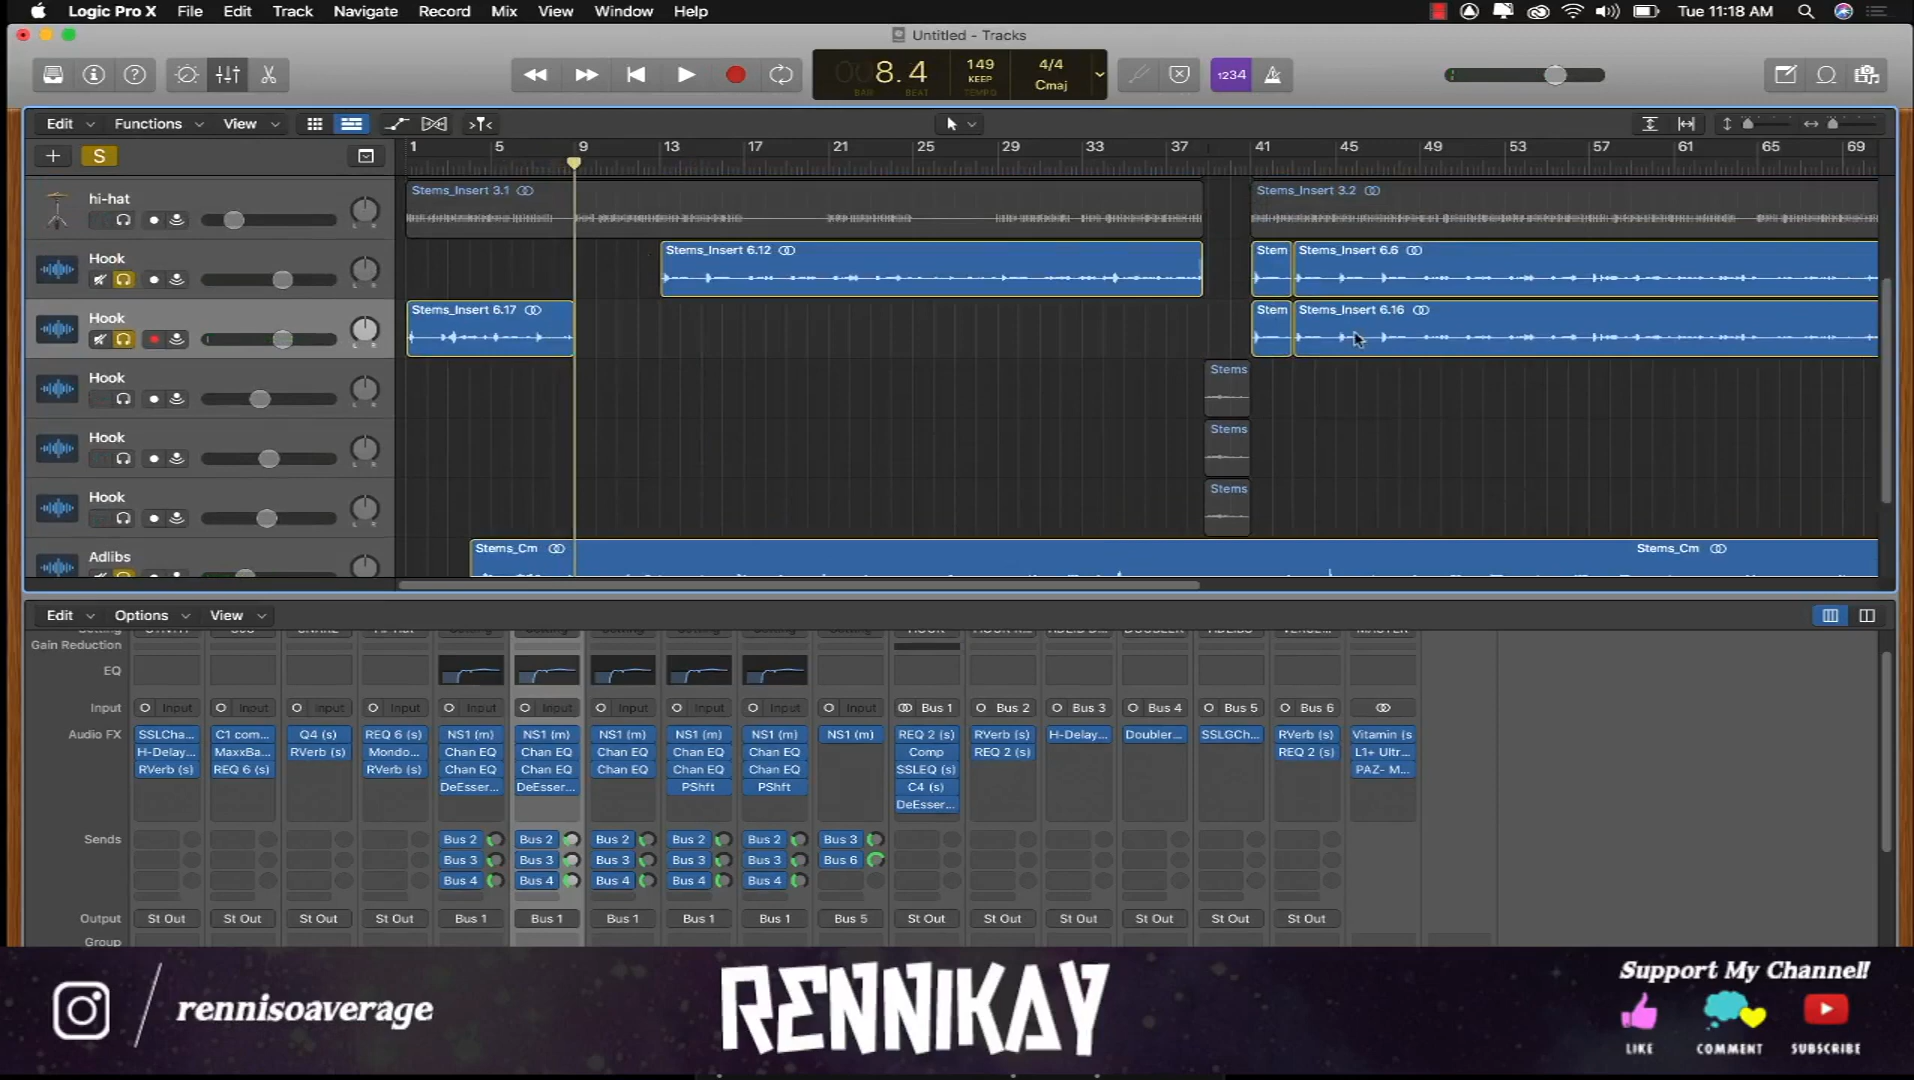 Logic Pro X File Edit Track Navigate Record Mix View Window Help Tue 11:18 AM
Untitled - Tracks
8.4 149 4/4
KEEP Cmaj
BAR BEAT TEMPO
1234
Edit Functions View
S
1 5 9 13 17 21 25 29 33 37 41 45 49 53 57 61 65 69
hi-hat
Stems_Insert 3.1
Stems_Insert 3.2
Hook
Stems_Insert 6.12
Stem
Stems_Insert 6.6
Hook
Stems_Insert 6.17
Stem
Stems_Insert 6.16
Hook
Stems
Hook
Stems
Hook
Stems
Adlibs
Stems_Cm
Stems_Cm
Edit Options View
Gain Reduction
EQ
Input Input Input Input Input Input Input Input Input Input Input Bus 1 Bus 2 Bus 3 Bus 4 Bus 5 Bus 6
Audio FX SSLCha... C1 com... Q4 (s) REQ 6 (s) NS1 (m) NS1 (m) NS1 (m) NS1 (m) NS1 (m) NS1 (m) REQ 2 (s) RVerb (s) H-Delay... Doubler... SSLGCh... RVerb (s) Vitamin (s
H-Delay... MaxxBa... RVerb (s) Mondo... Chan EQ Chan EQ Chan EQ Chan EQ Chan EQ Comp REQ 2 (s) REQ 2 (s) L1+ Ultr...
RVerb (s) REQ 6 (s) RVerb (s) Chan EQ Chan EQ Chan EQ Chan EQ Chan EQ SSLEQ (s) PAZ- M...
DeEsser... DeEsser... PShft PShft C4 (s)
DeEsser...
Sends Bus 2 Bus 2 Bus 2 Bus 2 Bus 2 Bus 3
Bus 3 Bus 3 Bus 3 Bus 3 Bus 3 Bus 6
Bus 4 Bus 4 Bus 4 Bus 4 Bus 4
Output St Out St Out St Out St Out Bus 1 Bus 1 Bus 1 Bus 1 Bus 1 Bus 5 St Out St Out St Out St Out St Out St Out
Group
rennisoaverage
RENNIKAY
Support My Channel!
LIKE COMMENT SUBSCRIBE